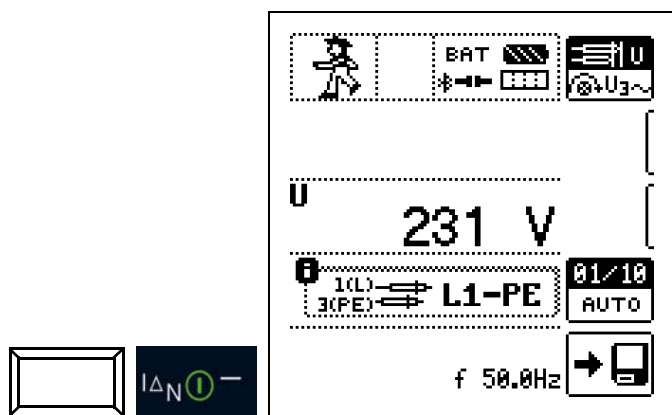 BAT
U
U3~
U
231 V
1(L)
3(PE)
L1-PE
01/10
AUTO
f 50.0Hz
IΔN